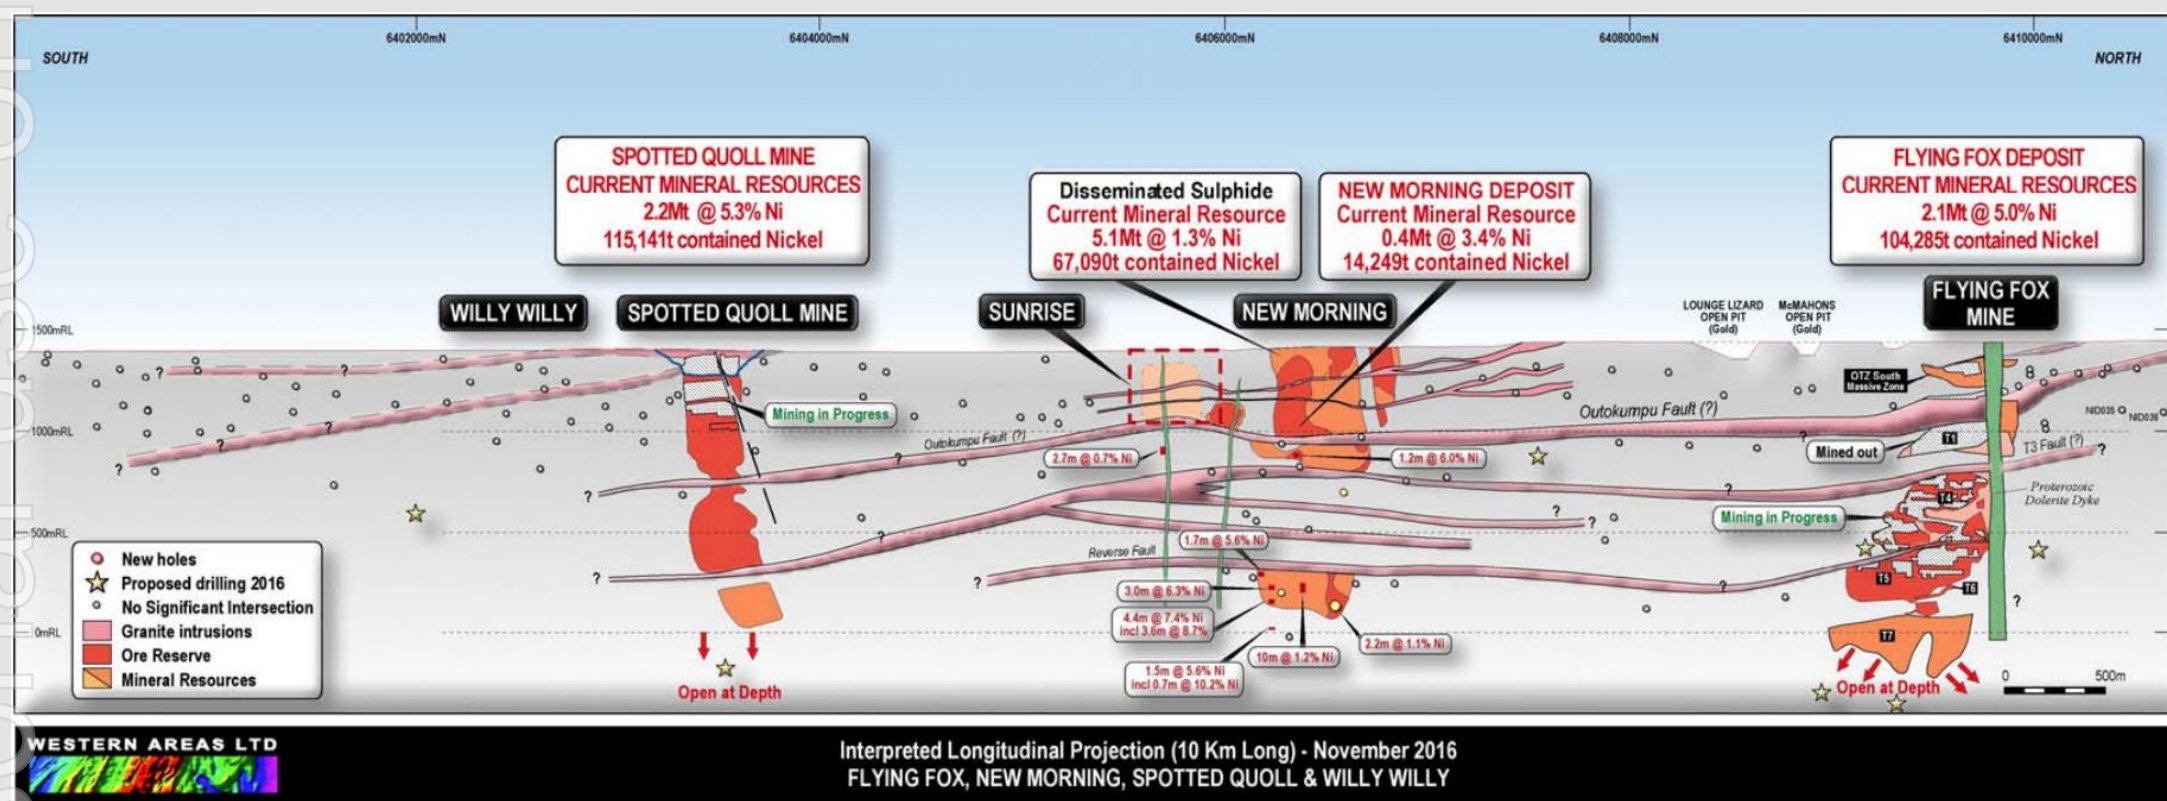 6402000mN
6404000mN
6406000mN
6408000mN
6410000mN
SOUTH
NORTH
SPOTTED QUOLL MINE
CURRENT MINERAL RESOURCES
2.2Mt @ 5.3% Ni
115,141t contained Nickel
Disseminated Sulphide
Current Mineral Resource
5.1Mt @ 1.3% Ni
67,090t contained Nickel
NEW MORNING DEPOSIT
Current Mineral Resource
0.4Mt @ 3.4% Ni
14,249t contained Nickel
FLYING FOX DEPOSIT
CURRENT MINERAL RESOURCES
2.1Mt @ 5.0% Ni
104,285t contained Nickel
WILLY WILLY
SPOTTED QUOLL MINE
SUNRISE
NEW MORNING
LOUNGE LIZARD
OPEN PIT
(Gold)
McMAHONS
OPEN PIT
(Gold)
FLYING FOX
MINE
1500mRL
1000mRL
500mRL
0mRL
?
?
?
?
?
Mining in Progress
Outokumpu Fault (?)
?
?
?
?
?
?
2.7m @ 0.7% Ni
1.2m @ 6.0% Ni
Outokumpu Fault (?)
?
OTZ South
Massive Zone
NID035
NID036
T1
Mined out
T3 Fault (?)
?
?
?
?
Proterozoic
Dolerite Dyke
T4
Mining in Progress
Reverse Fault
1.7m @ 5.6% Ni
3.0m @ 6.3% Ni
4.4m @ 7.4% Ni
incl 3.6m @ 8.7%
1.5m @ 5.6% Ni
incl 0.7m @ 10.2% Ni
10m @ 1.2% Ni
2.2m @ 1.1% Ni
?
T5
T6
?
T7
Open at Depth
Open at Depth
0
500m
New holes
Proposed drilling 2016
No Significant Intersection
Granite intrusions
Ore Reserve
Mineral Resources
WESTERN AREAS LTD
Interpreted Longitudinal Projection (10 Km Long) - November 2016
FLYING FOX, NEW MORNING, SPOTTED QUOLL & WILLY WILLY